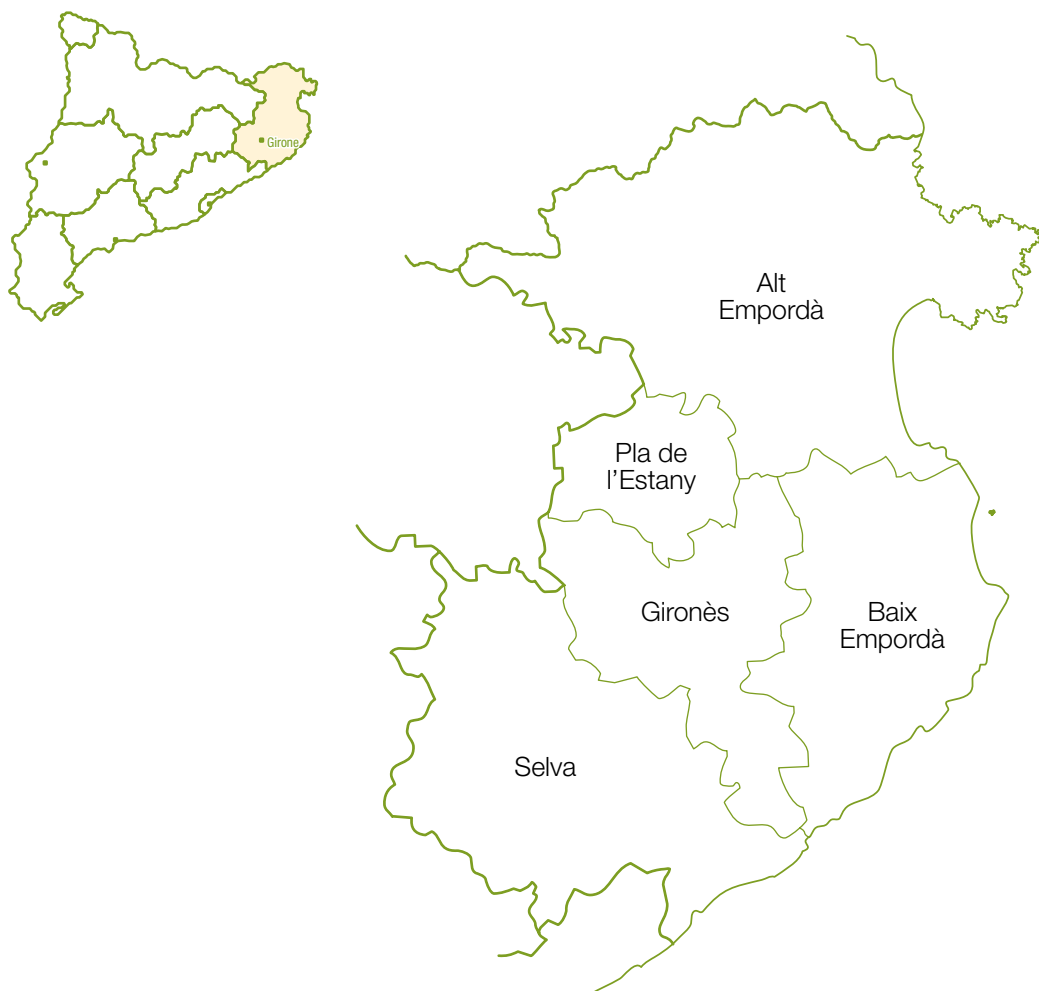 Girone
Alt
Empordà
Pla de
l'Estany
Gironès
Baix
Empordà
Selva